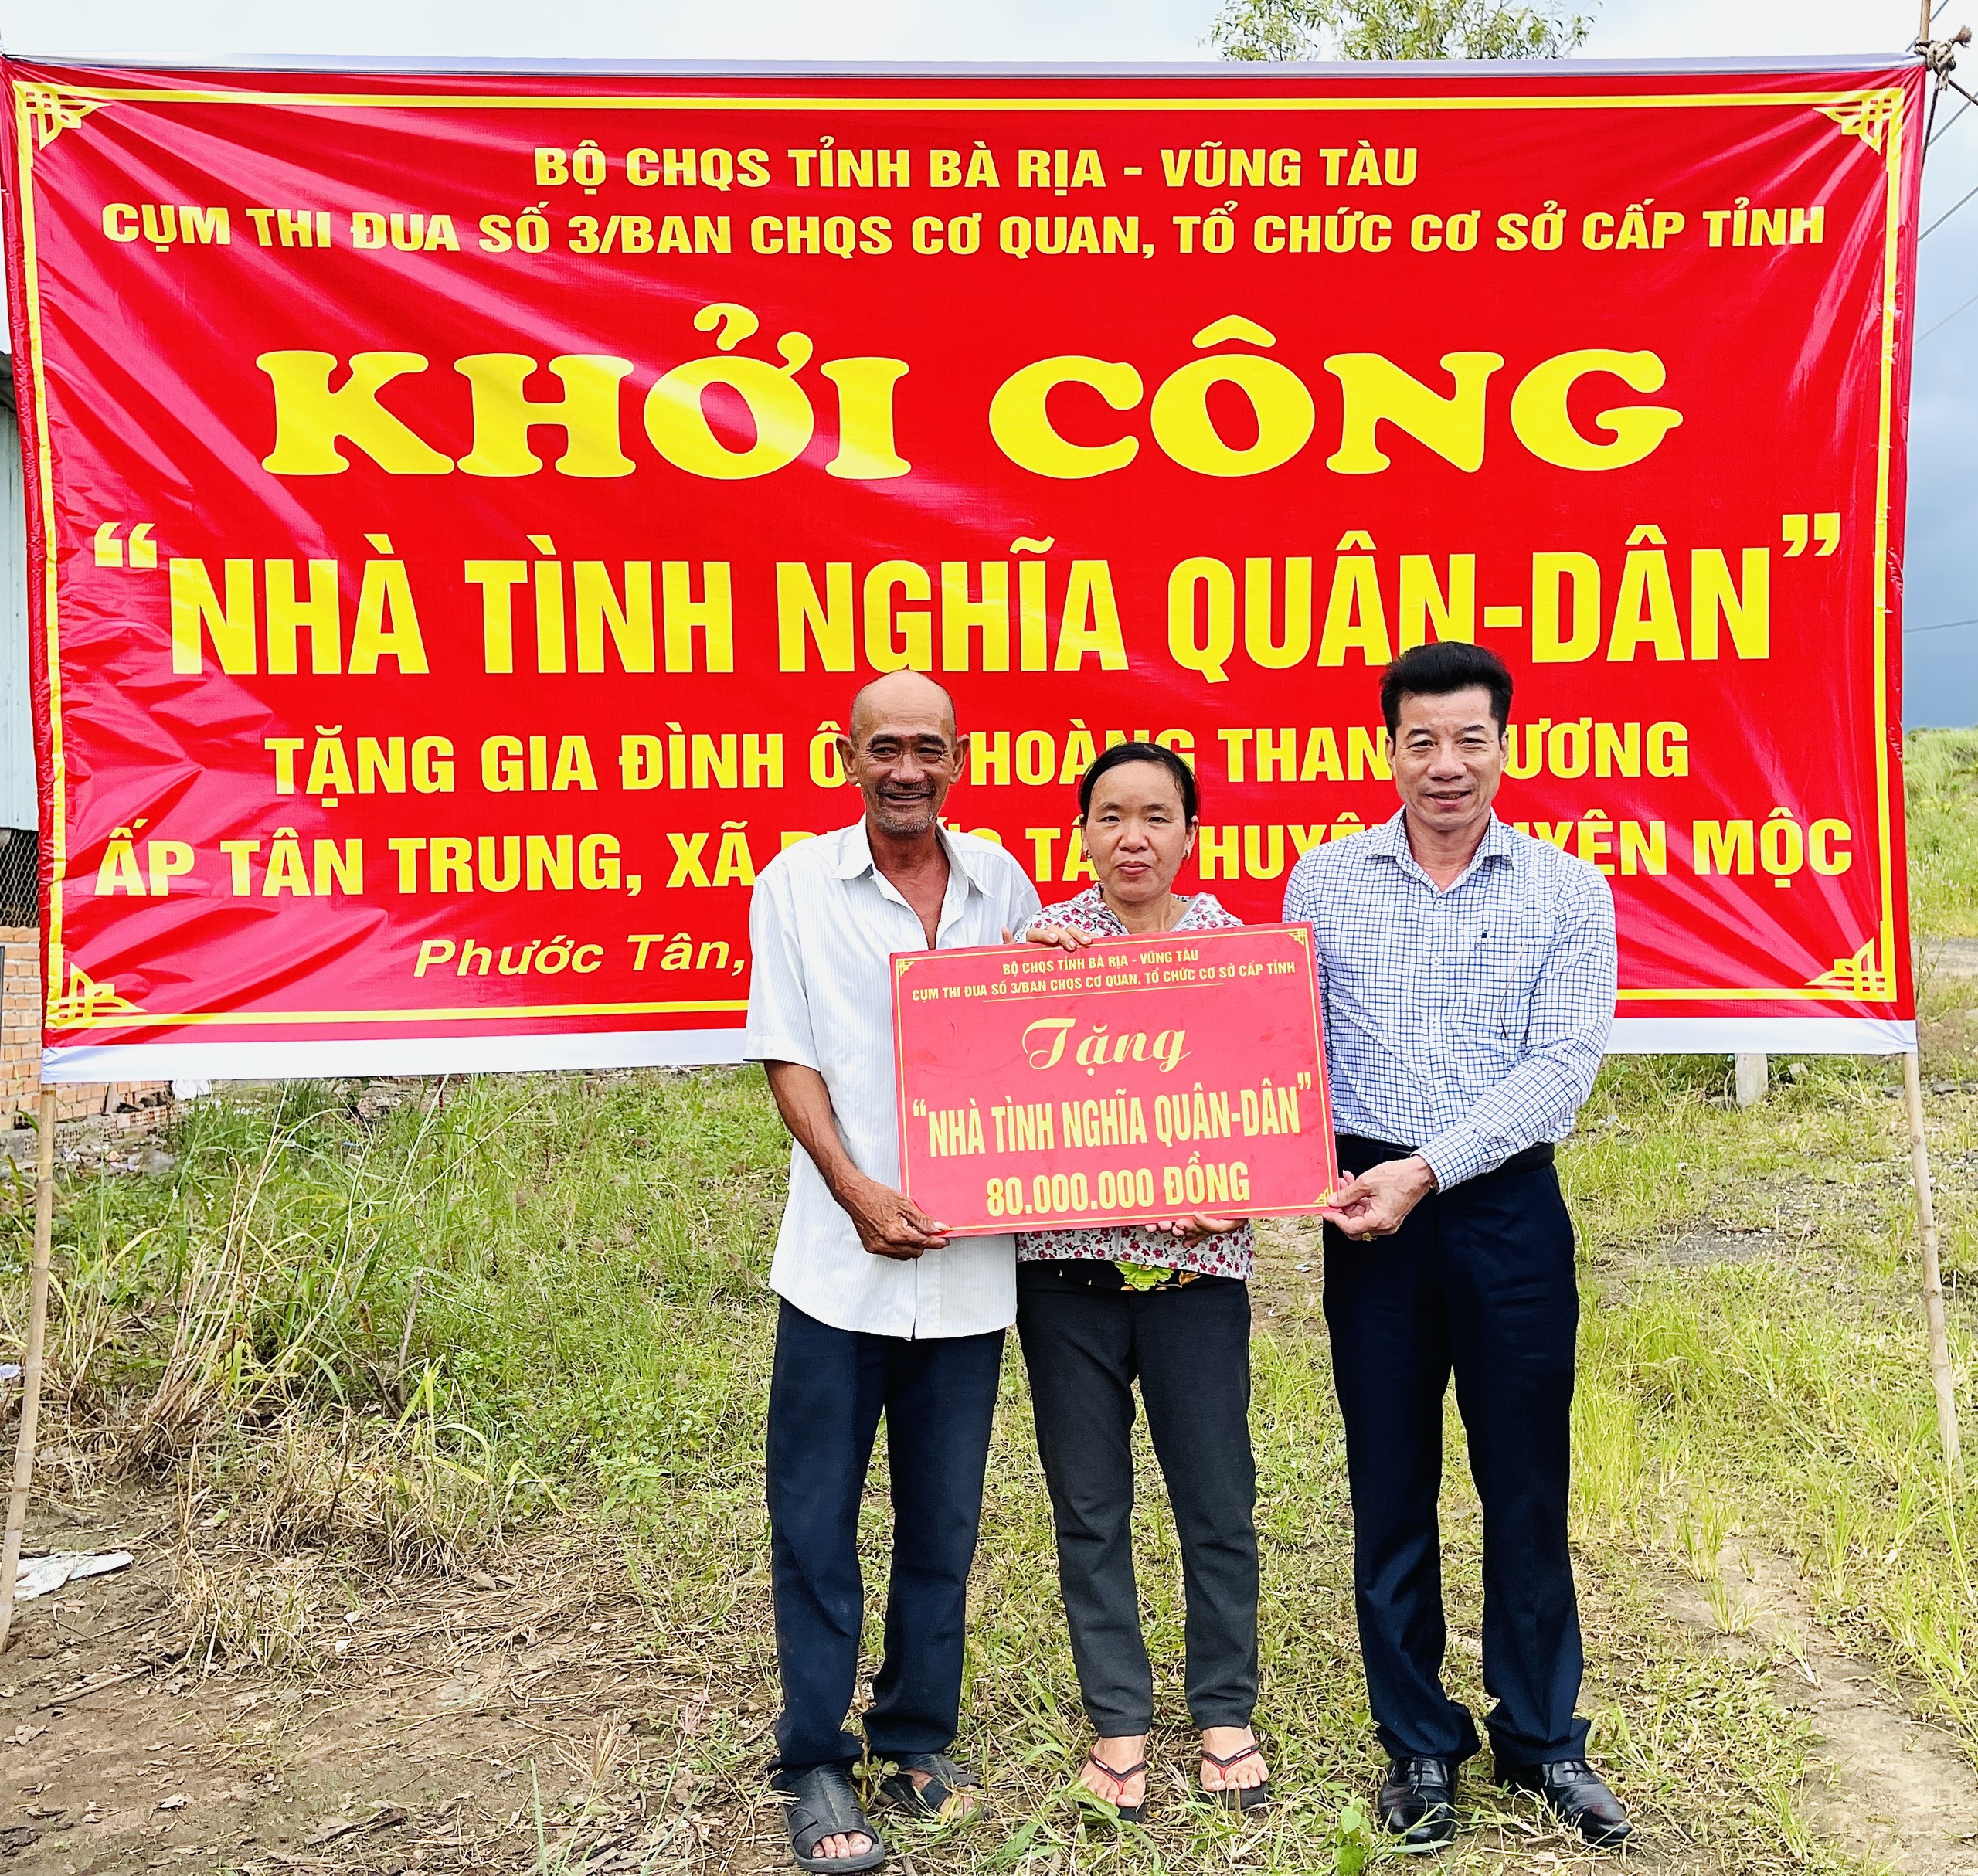 BỘ CHQS TỈNH BÀ RỊA - VŨNG TÀU
CỤM THI ĐUA SỐ 3/BAN CHQS CƠ QUAN, TỔ CHỨC CƠ SỞ CẤP TỈNH
KHỞI CÔNG
“NHÀ TÌNH NGHĨA QUÂN-DÂN”
TẶNG GIA ĐÌNH HOÀNG
ẤP TÂN TRUNG, XÃ MỘC
Phước Tân,
BỘ CHQS TỈNH BÀ RỊA - VŨNG TÀU
CỤM THI ĐUA SỐ 3/BAN CHQS CƠ QUAN, TỔ CHỨC CƠ SỞ CẤP TỈNH
Tặng
“NHÀ TÌNH NGHĨA QUÂN-DÂN”
80.000.000 ĐỒNG